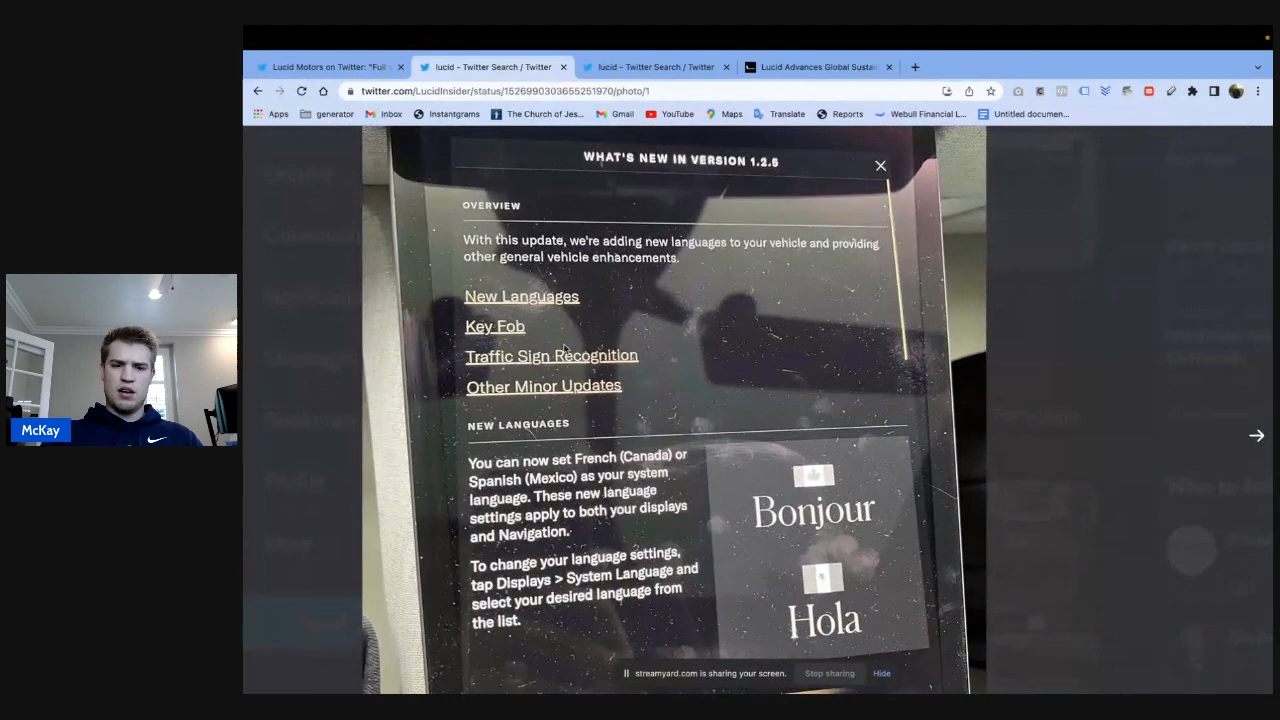 Lucid Motors on Twitter: "Full
lucid - Twitter Search / Twitter
lucid - Twitter Search / Twitter
Lucid Advances Global Sustai
twitter.com/LucidInsider/status/1526990303655251970/photo/1
Apps
generator
Inbox
Instantgrams
The Church of Jes...
Gmail
YouTube
Maps
Translate
Reports
Webull Financial L...
Untitled documen...
WHAT'S NEW IN VERSION 1.2.5
OVERVIEW
With this update, we're adding new languages to your vehicle and providing
other general vehicle enhancements.
New Languages
Key Fob
Traffic Sign Recognition
Other Minor Updates
NEW LANGUAGES
You can now set French (Canada) or
Spanish (Mexico) as your system
language. These new language
settings apply to both your displays
and Navigation.
To change your language settings,
tap Displays > System Language and
select your desired language from
the list.
Bonjour
Hola
McKay
streamyard.com is sharing your screen.
Stop sharing
Hide